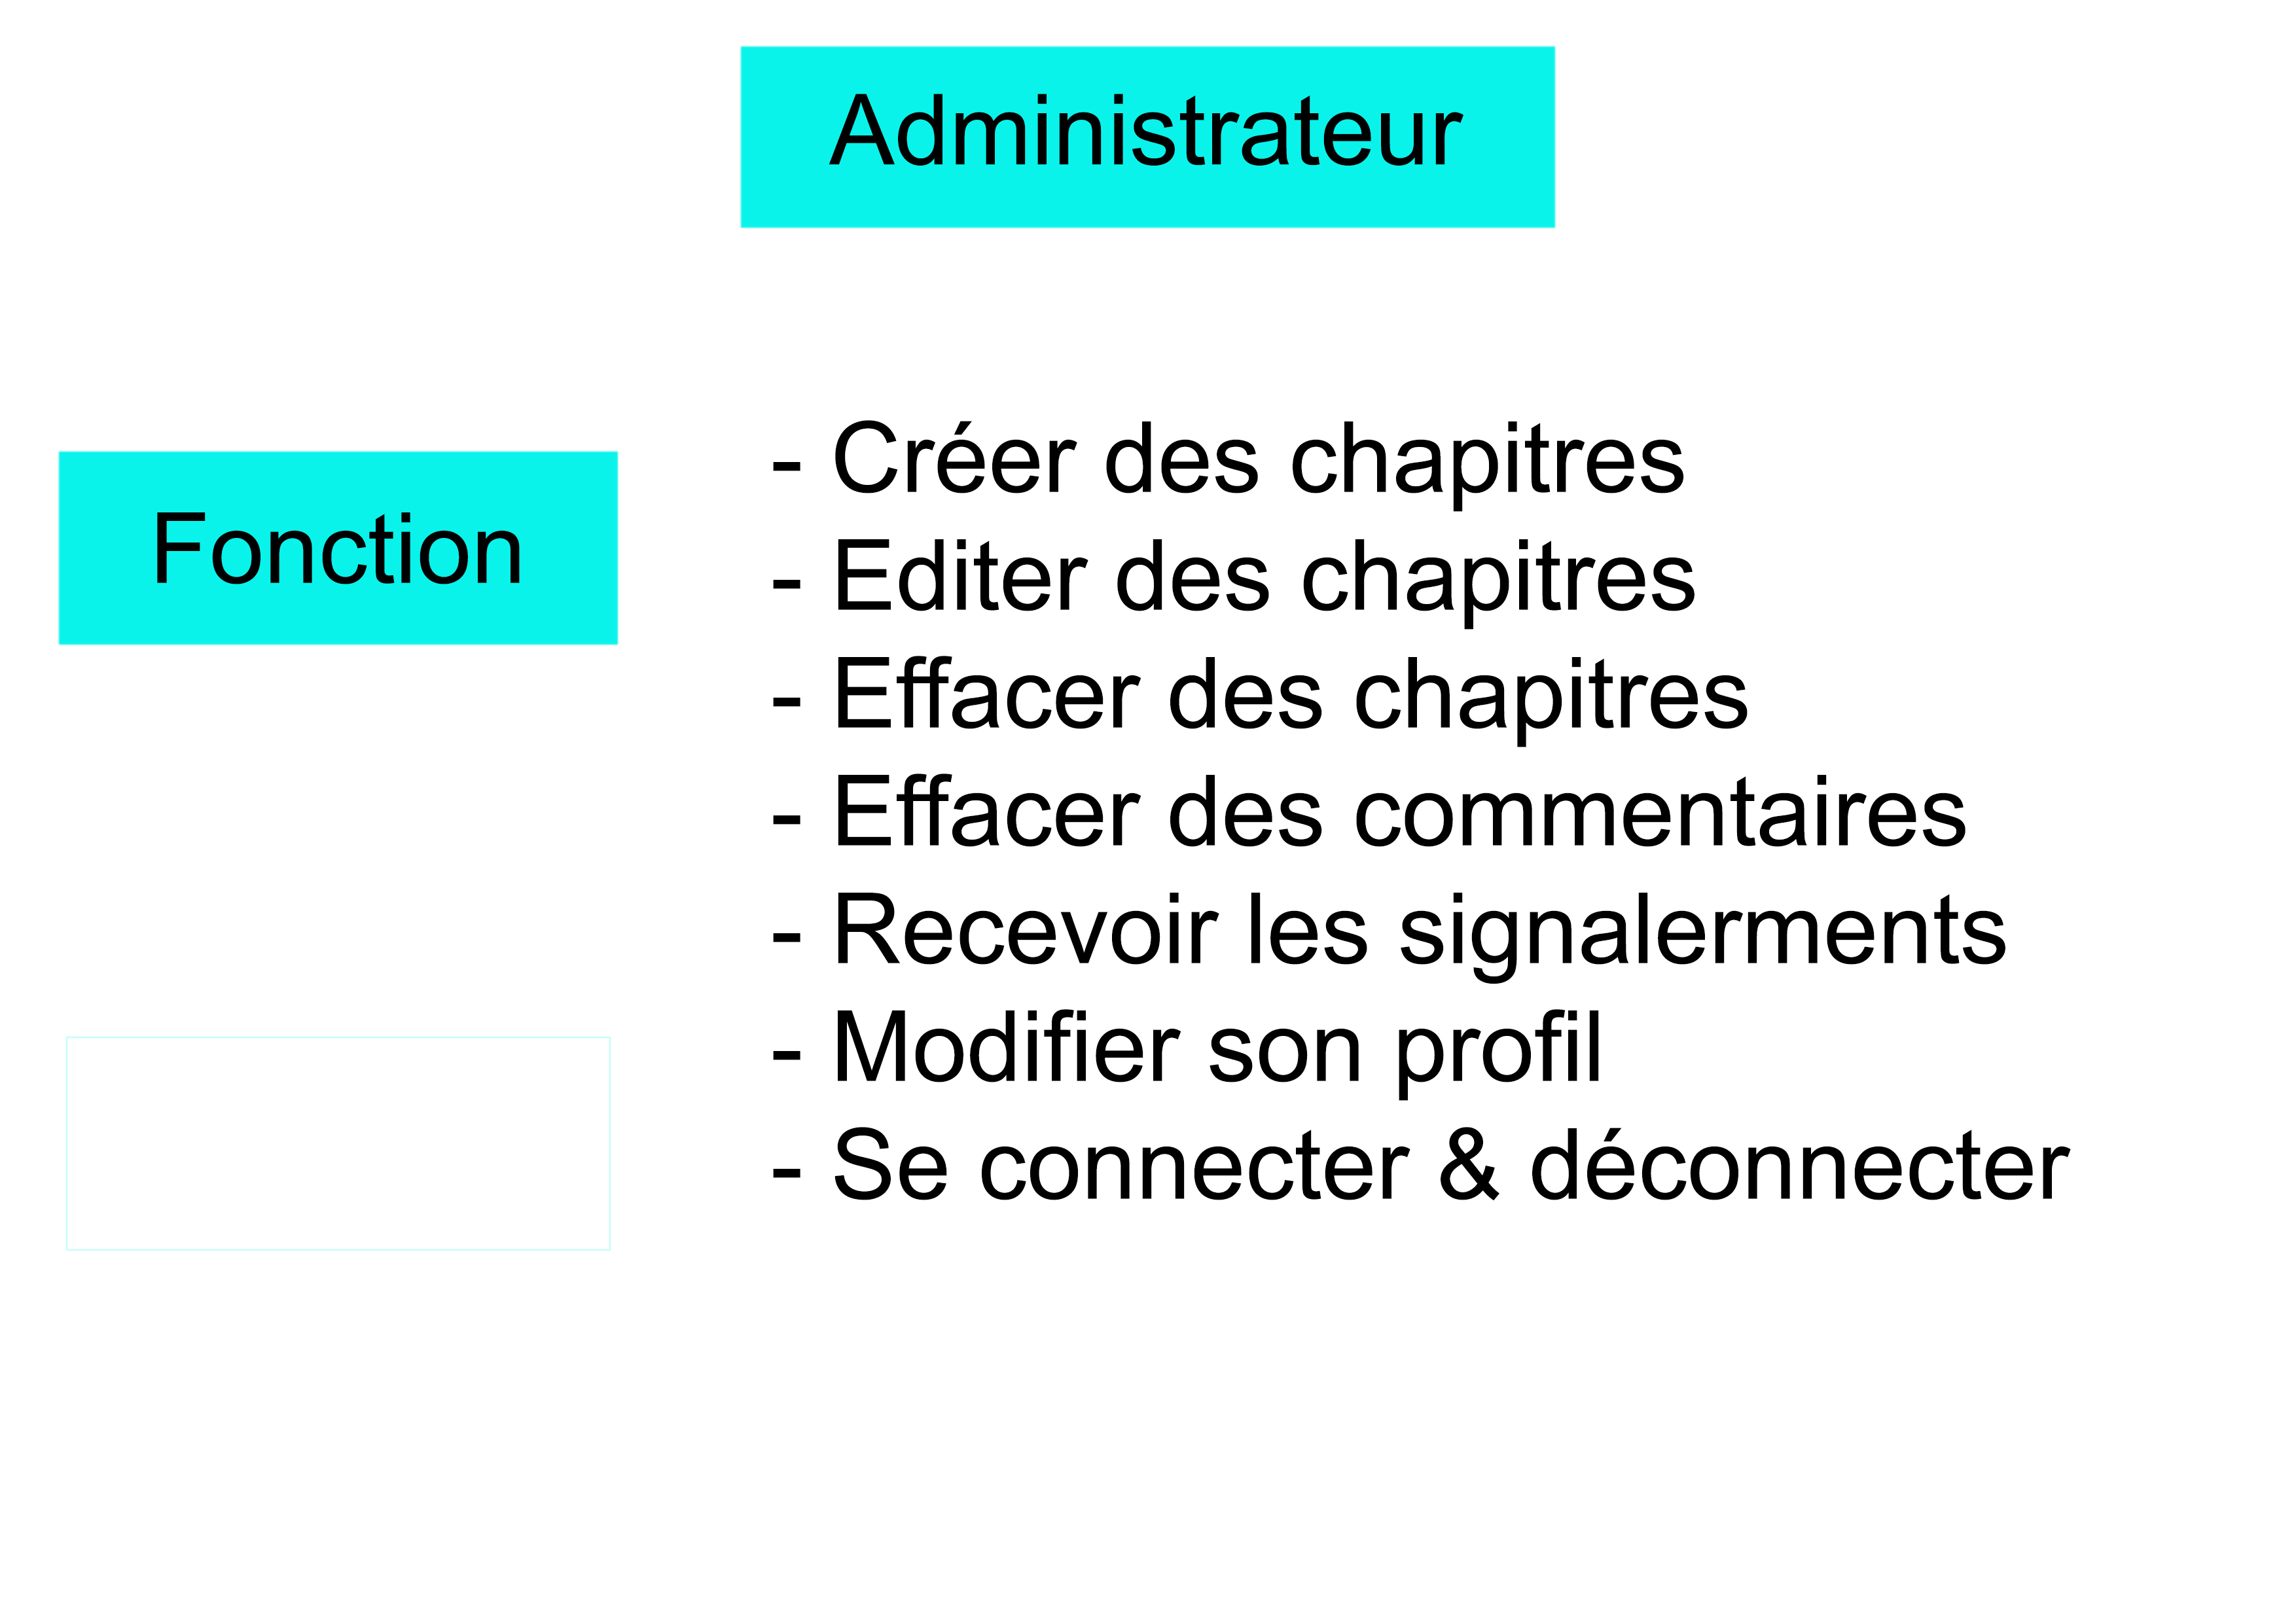 Administrateur
Fonction
- Créer des chapitres
- Editer des chapitres
- Effacer des chapitres
- Effacer des commentaires
- Recevoir les signalerments
- Modifier son profil
- Se connecter & déconnecter